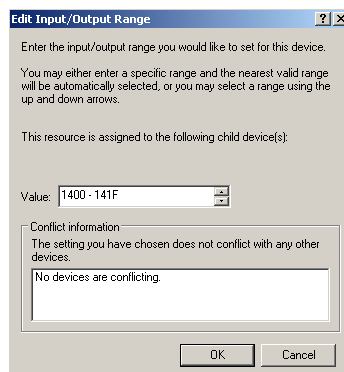 Edit Input/Output Range
Enter the input/output range you would like to set for this device.
You may either enter a specific range and the nearest valid range
will be automatically selected, or you may select a range using the
up and down arrows.
This resource is assigned to the following child device(s):
Value: 1400 - 141F
Conflict information
The setting you have chosen does not conflict with any other
devices.
No devices are conflicting.
OK Cancel